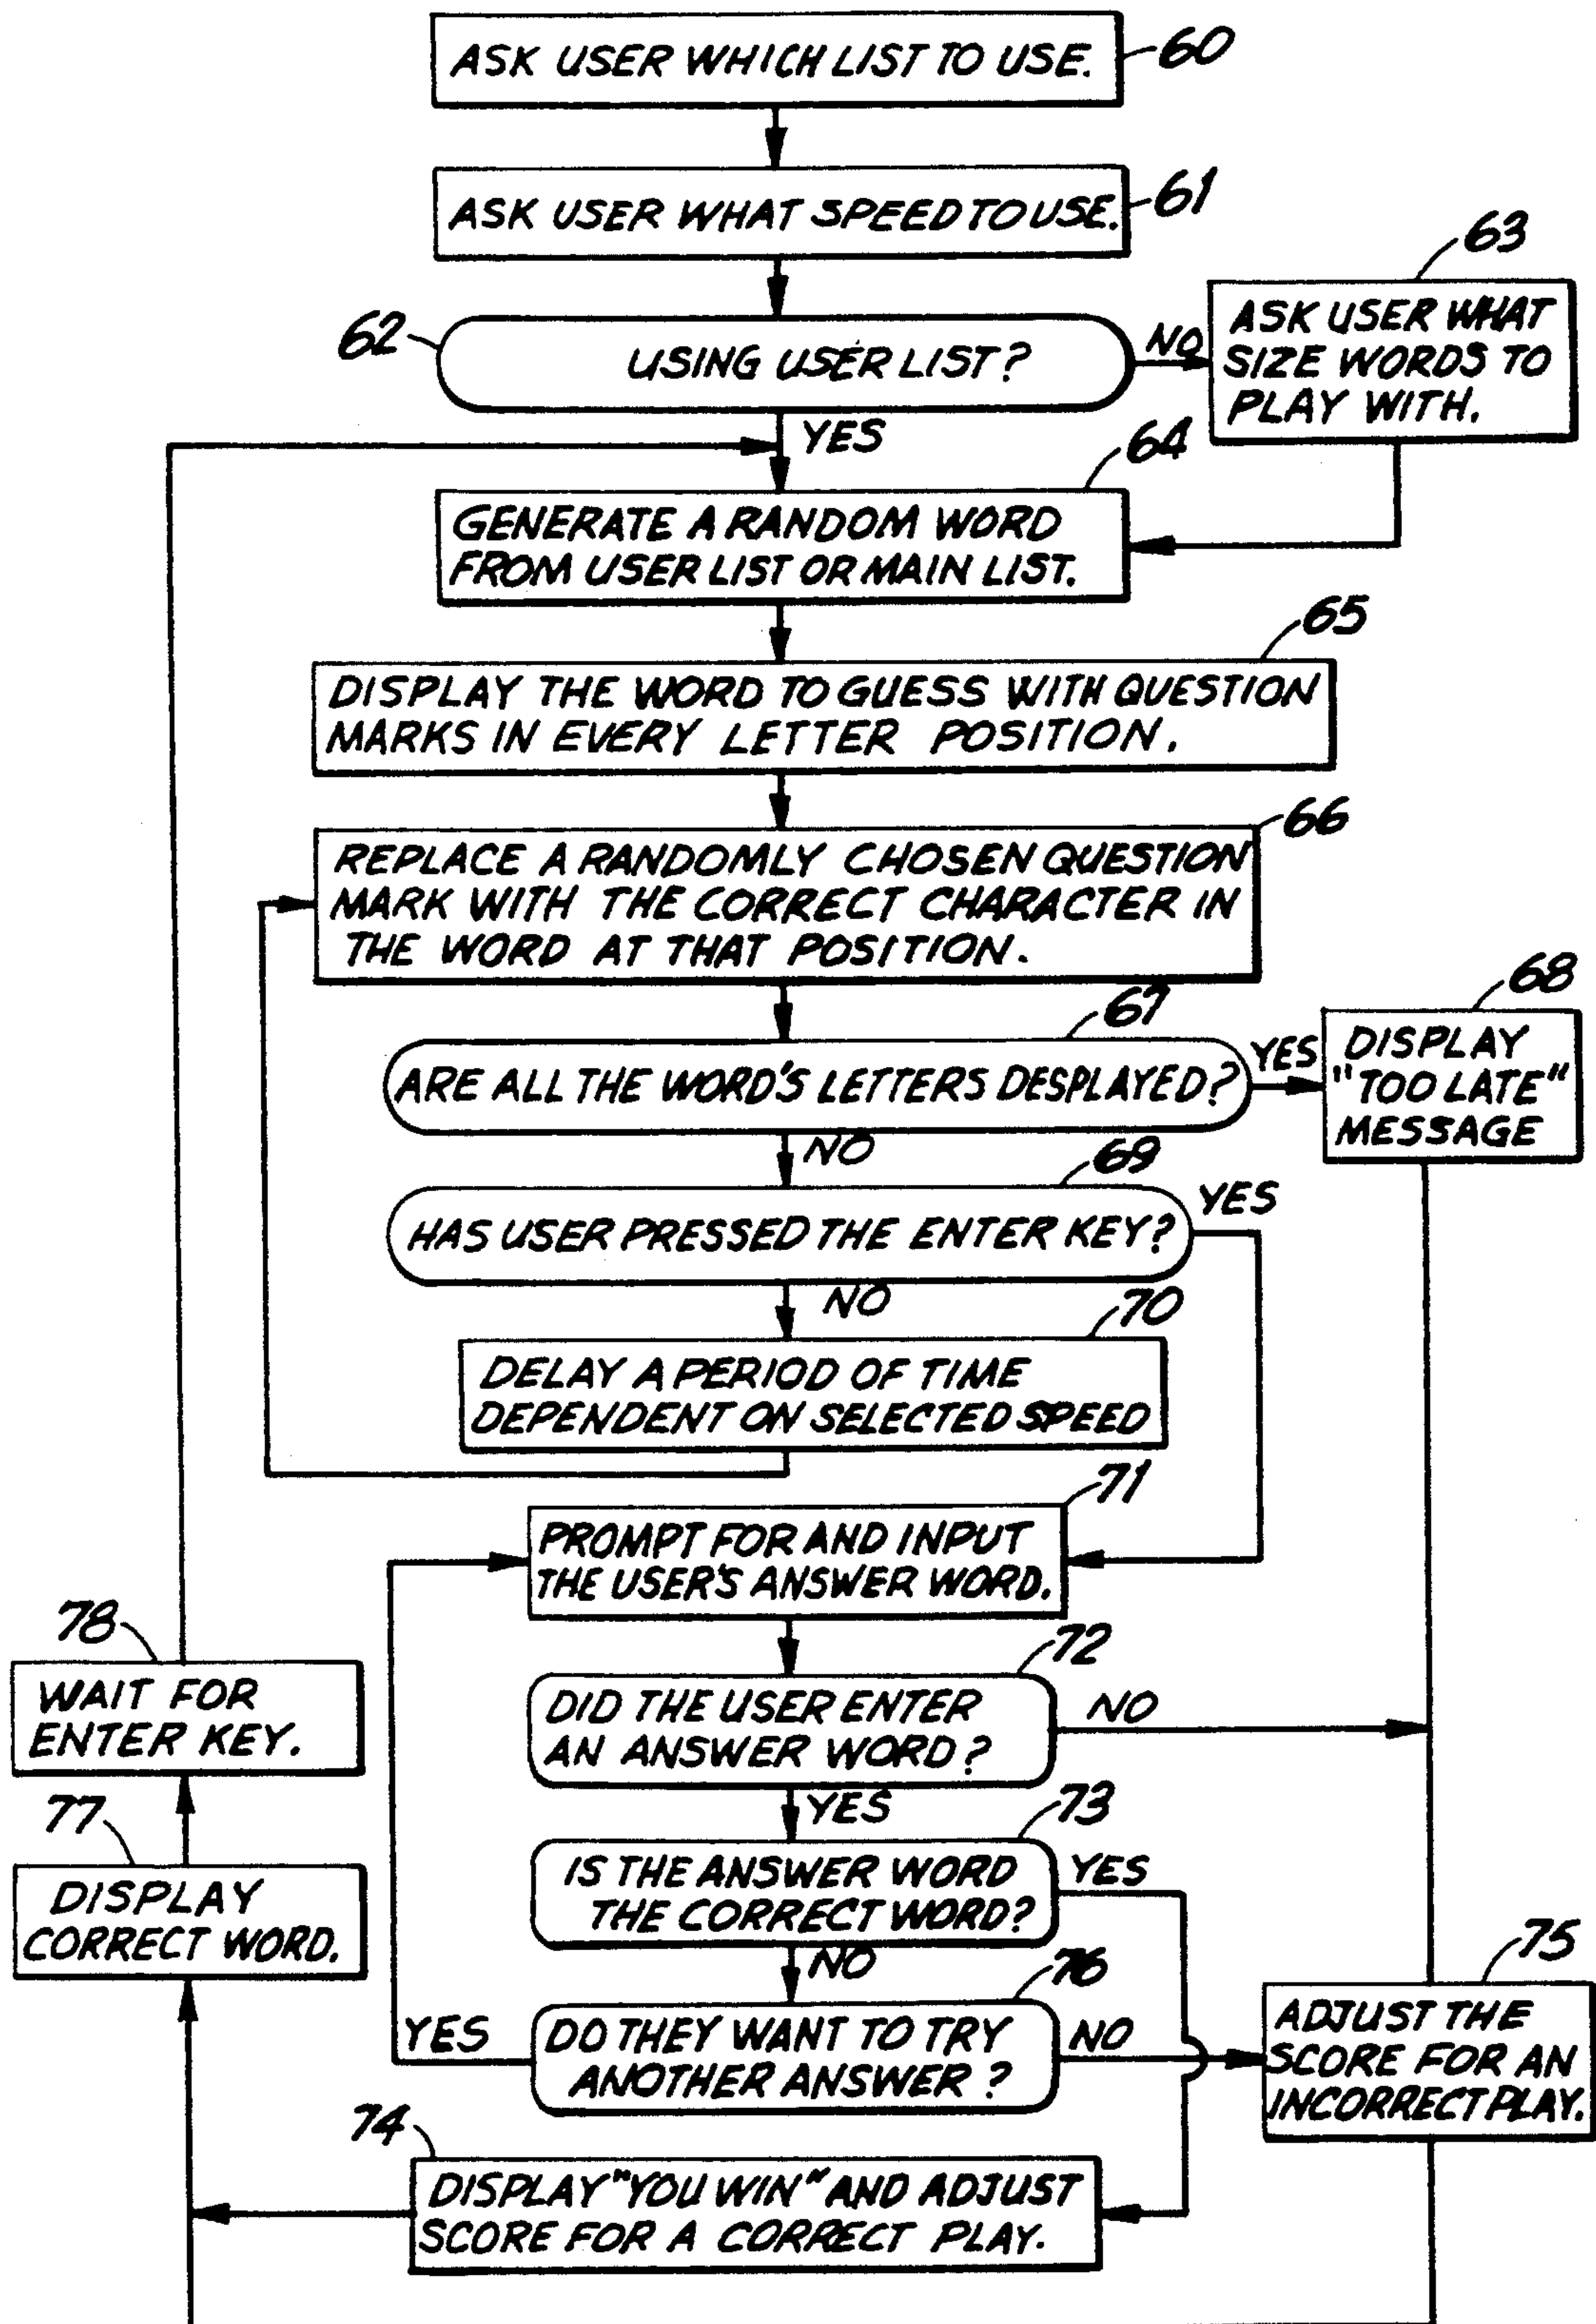 ASK USER WHICH LIST TO USE.
60
ASK USER WHAT SPEED TO USE.
61
62
USING USER LIST?
NO
63
ASK USER WHAT
SIZE WORDS TO
PLAY WITH.
YES
64
GENERATE A RANDOM WORD
FROM USER LIST OR MAIN LIST.
65
DISPLAY THE WORD TO GUESS WITH QUESTION
MARKS IN EVERY LETTER POSITION.
66
REPLACE A RANDOMLY CHOSEN QUESTION
MARK WITH THE CORRECT CHARACTER IN
THE WORD AT THAT POSITION.
67
ARE ALL THE WORD'S LETTERS DESPLAYED?
YES
68
DISPLAY
"TOO LATE"
MESSAGE
NO
69
HAS USER PRESSED THE ENTER KEY?
YES
NO
70
DELAY A PERIOD OF TIME
DEPENDENT ON SELECTED SPEED
71
PROMPT FOR AND INPUT
THE USER'S ANSWER WORD.
72
DID THE USER ENTER
AN ANSWER WORD?
NO
78
WAIT FOR
ENTER KEY.
YES
73
IS THE ANSWER WORD
THE CORRECT WORD?
YES
77
DISPLAY
CORRECT WORD.
NO
76
DO THEY WANT TO TRY
ANOTHER ANSWER?
YES
NO
75
ADJUST THE
SCORE FOR AN
INCORRECT PLAY.
74
DISPLAY "YOU WIN" AND ADJUST
SCORE FOR A CORRECT PLAY.